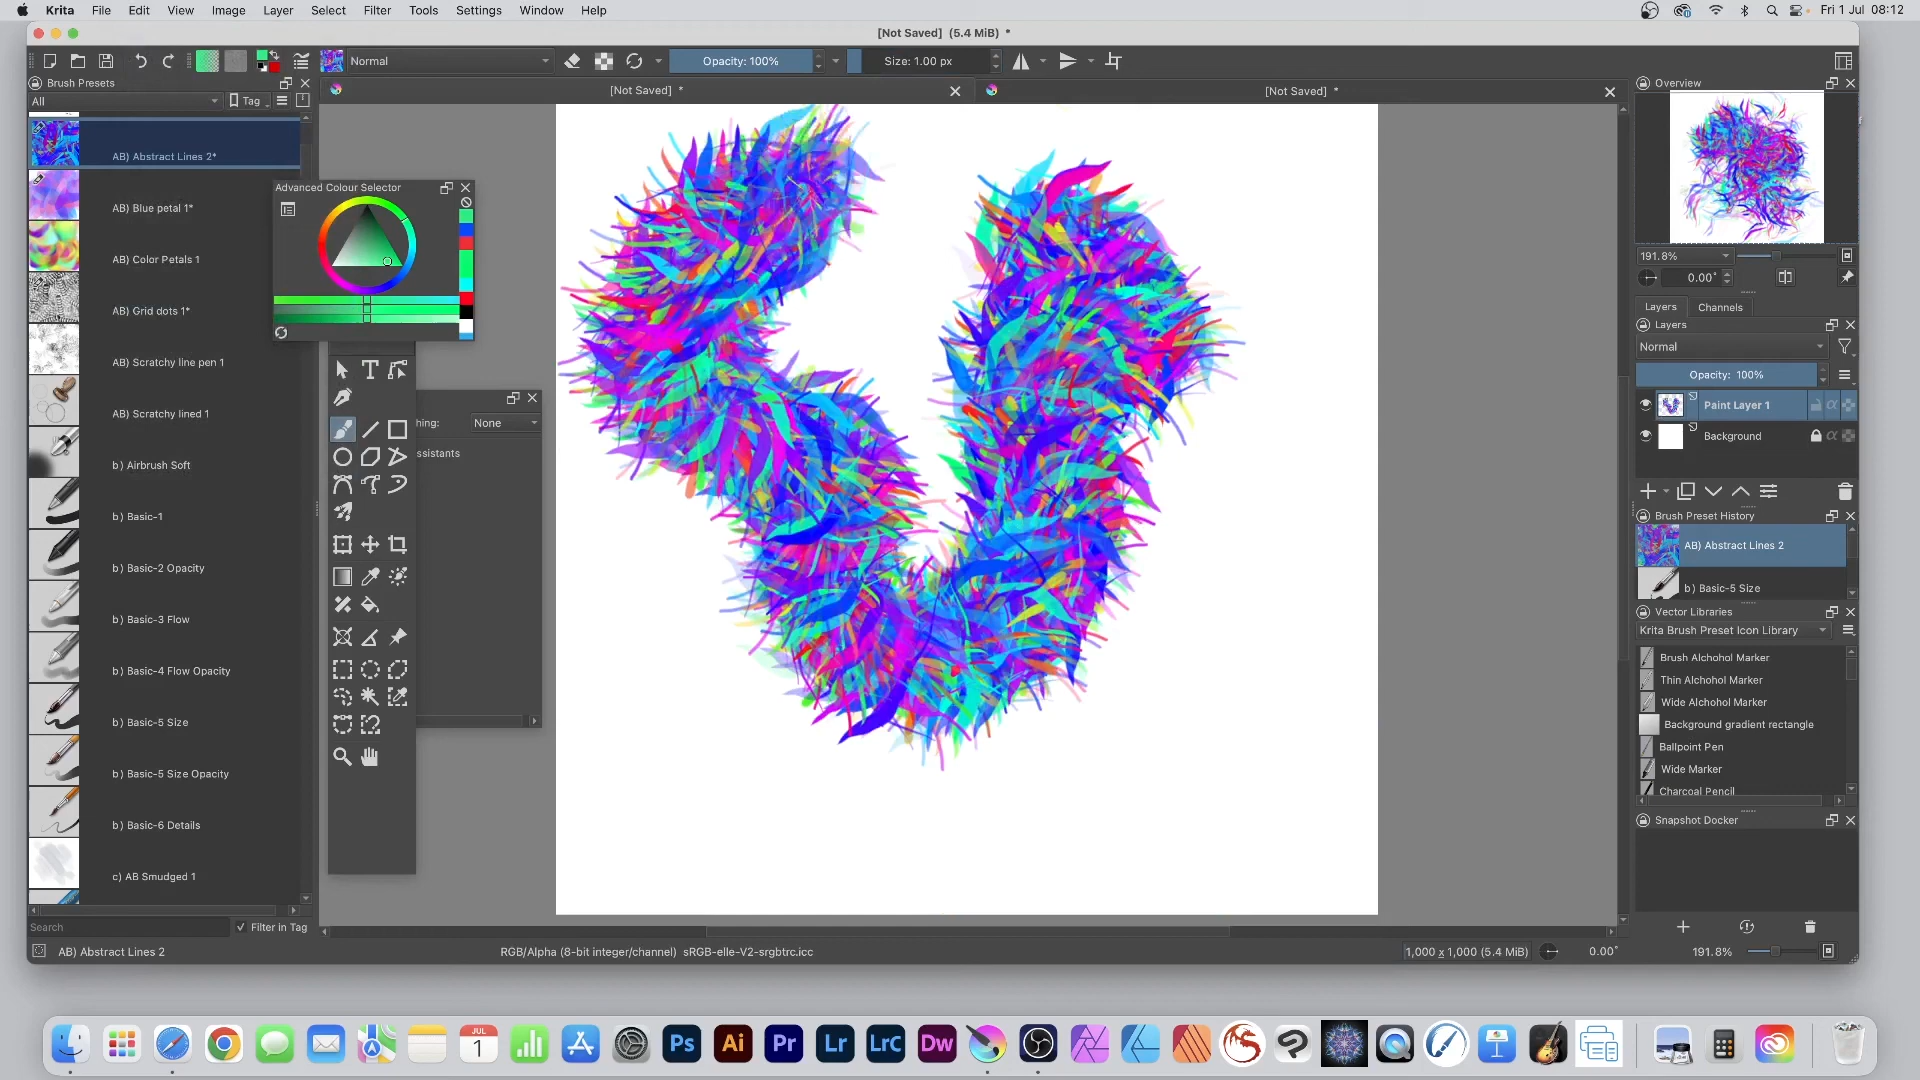 Krita File Edit View Image Layer Select Filter Tools Settings Window Help Fri 1 Jul 08:12
[Not Saved] (5.4 MiB) *
Normal Opacity: 100% Size: 1.00 px
Brush Presets
All Tag
[Not Saved] * [Not Saved] *
AB) Abstract Lines 2*
AB) Blue petal 1*
AB) Color Petals 1
AB) Grid dots 1*
AB) Scratchy line pen 1
AB) Scratchy lined 1
b) Airbrush Soft
b) Basic-1
b) Basic-2 Opacity
b) Basic-3 Flow
b) Basic-4 Flow Opacity
b) Basic-5 Size
b) Basic-5 Size Opacity
b) Basic-6 Details
c) AB Smudged 1
Search Filter in Tag
AB) Abstract Lines 2
Advanced Colour Selector
T
hing: None
ssistants
RGB/Alpha (8-bit integer/channel) sRGB-elle-V2-srgbtrc.icc
1,000 x 1,000 (5.4 MiB) 0.00° 191.8%
Overview
191.8%
0.00°
Layers Channels
Layers
Normal
Opacity: 100%
Paint Layer 1
Background
Brush Preset History
AB) Abstract Lines 2
b) Basic-5 Size
Vector Libraries
Krita Brush Preset Icon Library
Brush Alchohol Marker
Thin Alchohol Marker
Wide Alchohol Marker
Background gradient rectangle
Ballpoint Pen
Wide Marker
Charcoal Pencil
Snapshot Docker
JUL
1
Ps Ai Pr Lr LrC Dw